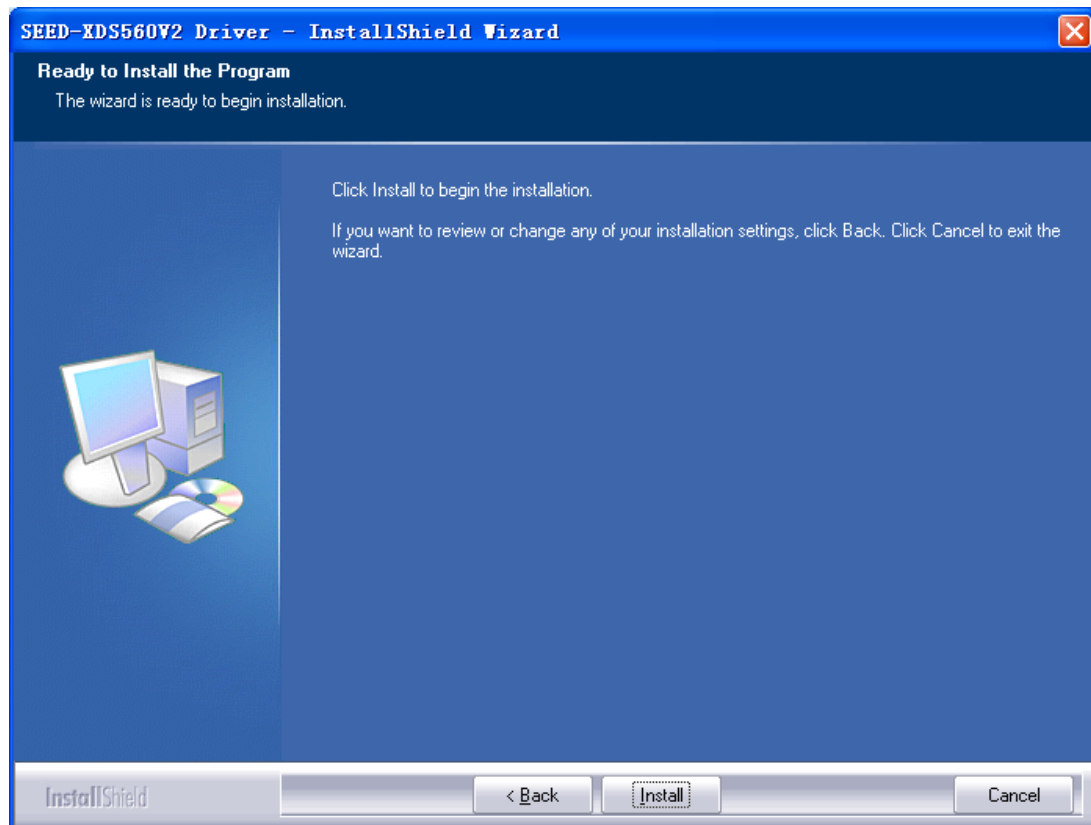 SEED-XDS560V2 Driver - InstallShield Wizard
Ready to Install the Program
The wizard is ready to begin installation.
Click Install to begin the installation.
If you want to review or change any of your installation settings, click Back. Click Cancel to exit the
wizard.
InstallShield
< Back
Install
Cancel